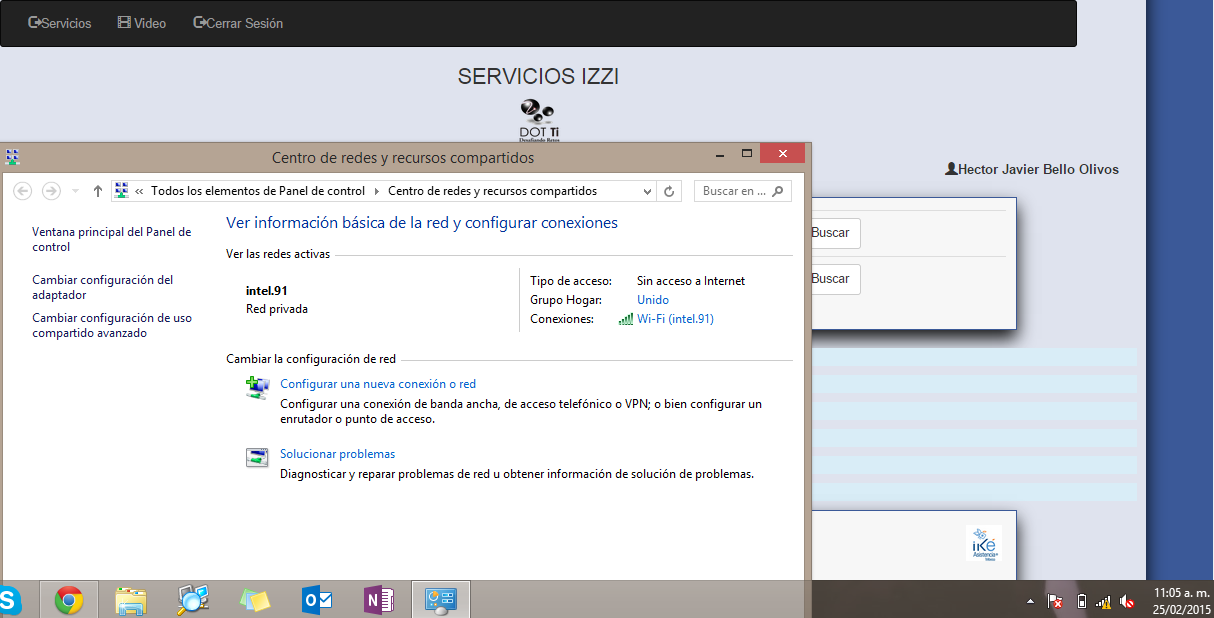 Servicios Video Cerrar Sesión
SERVICIOS IZZI
DOT Ti
Centro de redes y recursos compartidos
Hector Javier Bello Olivos
« Todos los elementos de Panel de control Centro de redes y recursos compartidos
Buscar en ...
Ventana principal del Panel de
control
Cambiar configuración del
adaptador
Cambiar configuración de uso
compartido avanzado
Ver información básica de la red y configurar conexiones
Ver las redes activas
intel.91
Red privada
Tipo de acceso: Sin acceso a Internet
Grupo Hogar: Unido
Conexiones: Wi-Fi (intel.91)
Cambiar la configuración de red
Configurar una nueva conexión o red
Configurar una conexión de banda ancha, de acceso telefónico o VPN; o bien configurar un
enrutador o punto de acceso.
Solucionar problemas
Diagnosticar y reparar problemas de red u obtener información de solución de problemas.
Buscar
Buscar
iKé
Asistencia
S
O
N
11:05 a. m.
25/02/2015